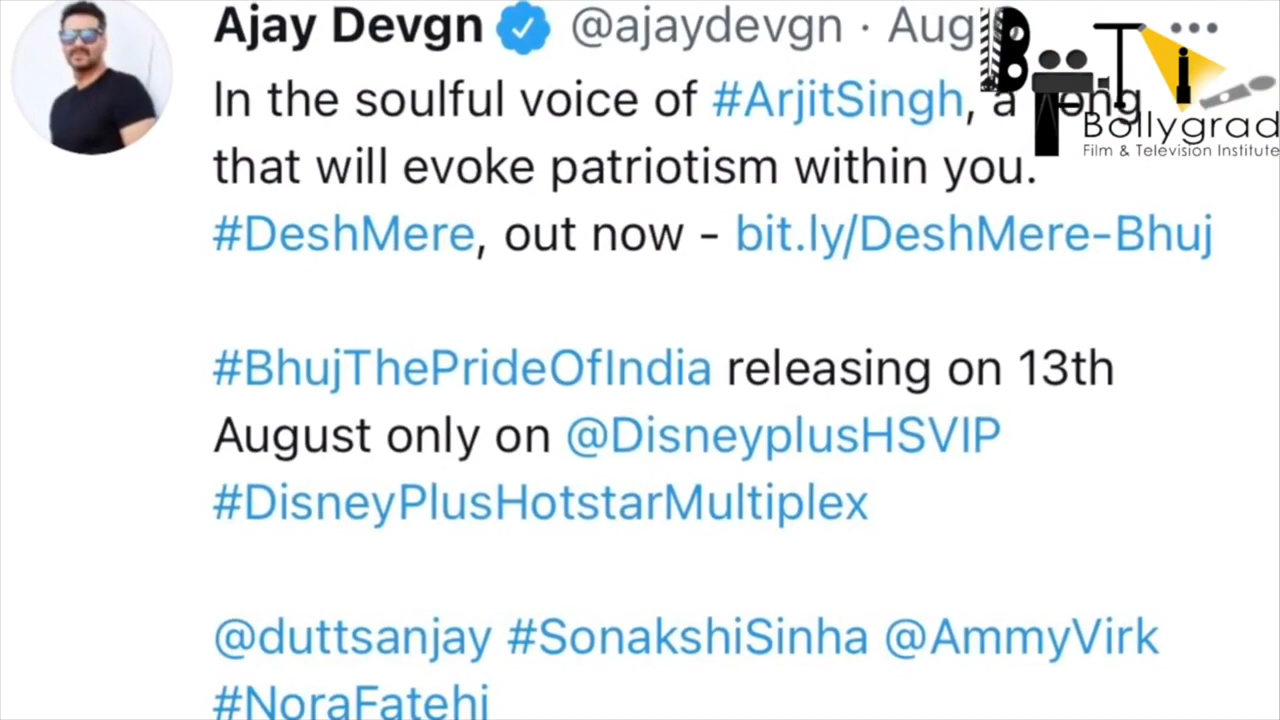 Ajay Devgn @ajaydevgn · Aug
In the soulful voice of #ArjitSingh, a song
that will evoke patriotism within you.
#DeshMere, out now - bit.ly/DeshMere-Bhuj
#BhujThePrideOfIndia releasing on 13th
August only on @DisneyplusHSVIP
#DisneyPlusHotstarMultiplex
@duttsanjay #SonakshiSinha @AmmyVirk
#NoraFatehi
BFTi
Bollygrad
Film & Television Institute